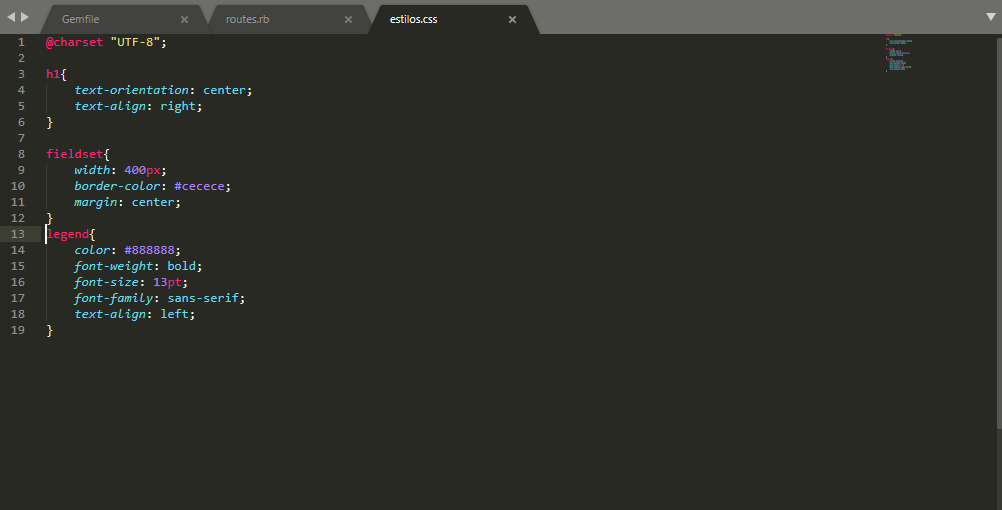 Gemfile × routes.rb × estilos.css ×
1 @charset "UTF-8";
2
3 h1{
4 text-orientation: center;
5 text-align: right;
6 }
7
8 fieldset{
9 width: 400px;
10 border-color: #cecece;
11 margin: center;
12 }
13 legend{
14 color: #888888;
15 font-weight: bold;
16 font-size: 13pt;
17 font-family: sans-serif;
18 text-align: left;
19 }